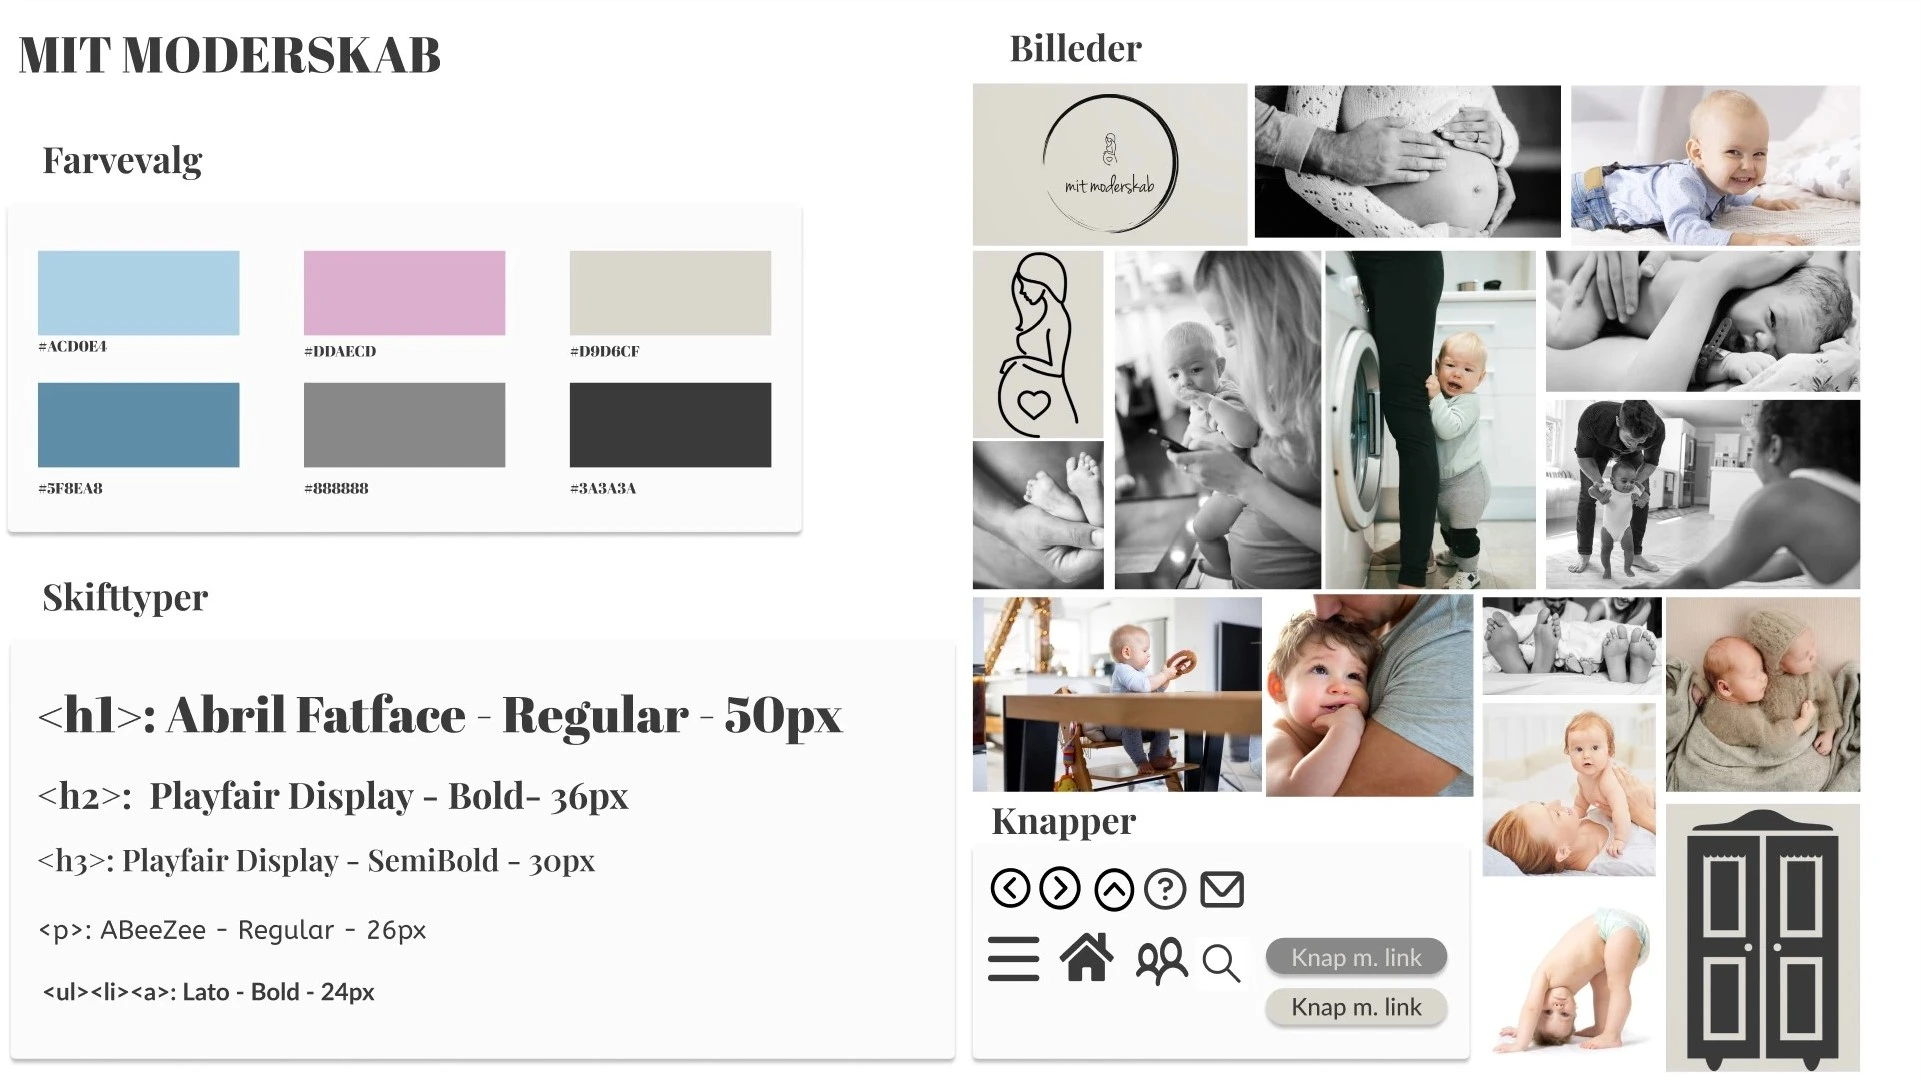 MIT MODERSKAB
Farvevalg
#ACD0E4
#DDAECD
#D9D6CF
#5F8EA8
#888888
#3A3A3A
Skifttyper
<h1>: Abril Fatface - Regular - 50px
<h2>:  Playfair Display - Bold- 36px
<h3>: Playfair Display - SemiBold - 30px
<p>: ABeeZee - Regular - 26px
<ul><li><a>: Lato - Bold - 24px
Billeder
mit moderskab
Knapper
?
Knap m. link
Knap m. link